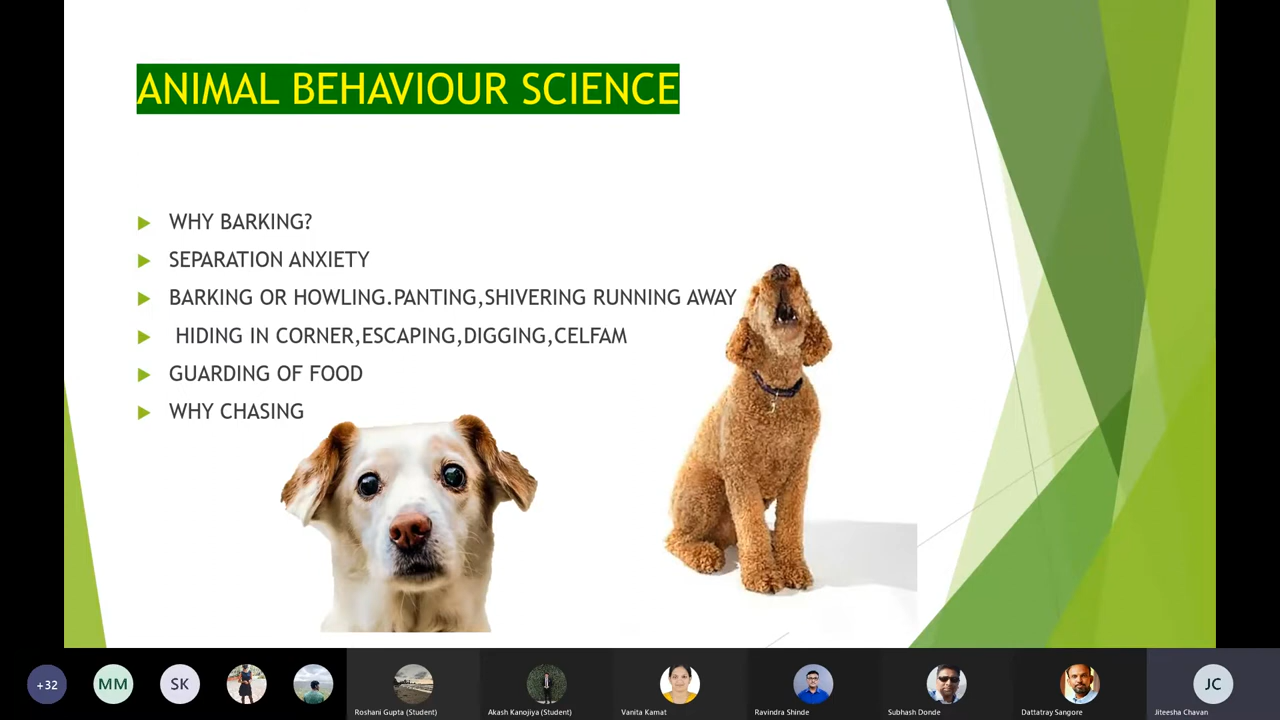 ANIMAL BEHAVIOUR SCIENCE
WHY BARKING?
SEPARATION ANXIETY
BARKING OR HOWLING.PANTING,SHIVERING RUNNING AWAY
HIDING IN CORNER,ESCAPING,DIGGING,CELFAM
GUARDING OF FOOD
WHY CHASING
+32
MM
SK
JC
Roshani Gupta (Student)
Akash Kanojiya (Student)
Vanita Kamat
Ravindra Shinde
Subhash Donde
Dattatray Sangore
Jiteesha Chavan